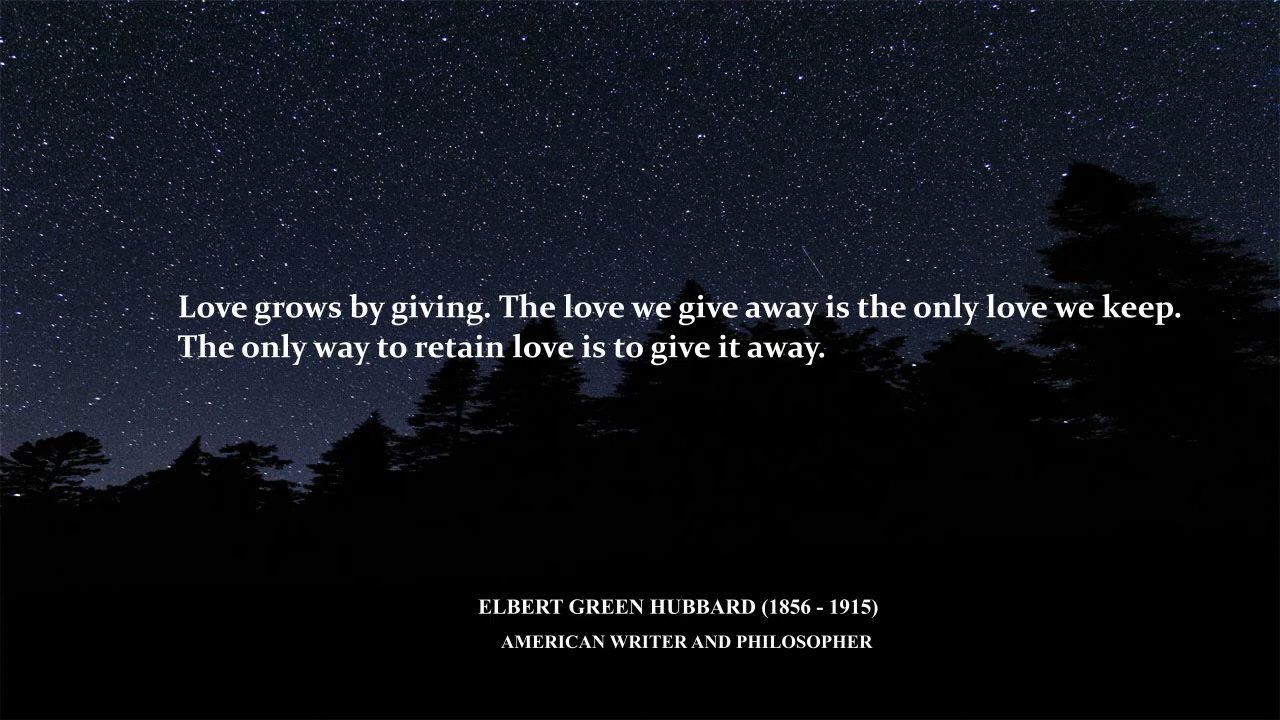 Love grows by giving. The love we give away is the only love we keep.
The only way to retain love is to give it away.
ELBERT GREEN HUBBARD (1856 - 1915)
AMERICAN WRITER AND PHILOSOPHER